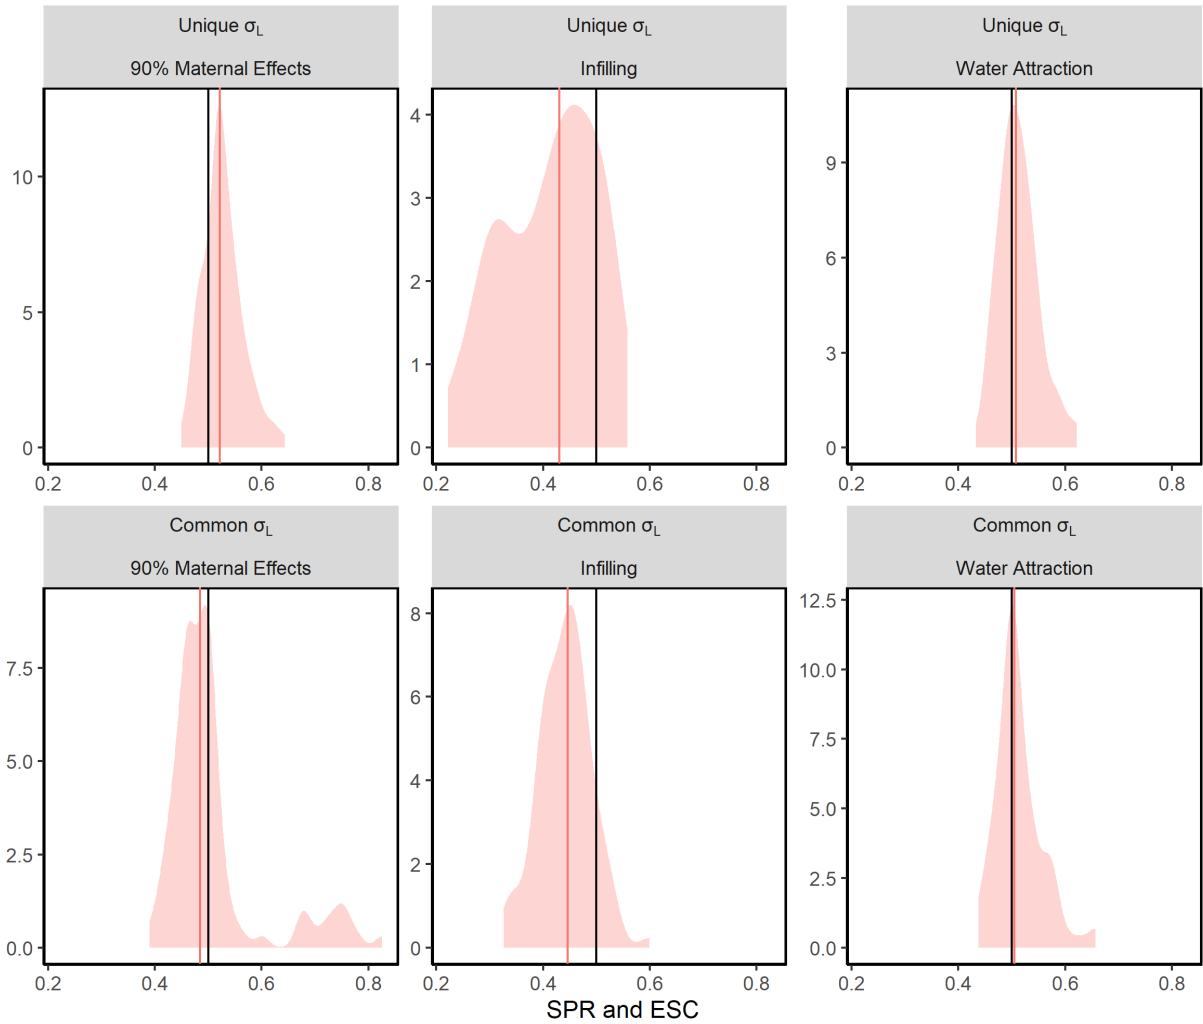 Unique σL
Unique σL
Unique σL
90% Maternal Effects
Infilling
Water Attraction
10
5
0
4
3
2
1
0
9
6
3
0
0.2 0.4 0.6 0.8
0.2 0.4 0.6 0.8
0.2 0.4 0.6 0.8
Common σL
Common σL
Common σL
90% Maternal Effects
Infilling
Water Attraction
7.5
5.0
2.5
0.0
8
6
4
2
0
12.5
10.0
7.5
5.0
2.5
0.0
0.2 0.4 0.6 0.8
0.2 0.4 0.6 0.8
0.2 0.4 0.6 0.8
SPR and ESC